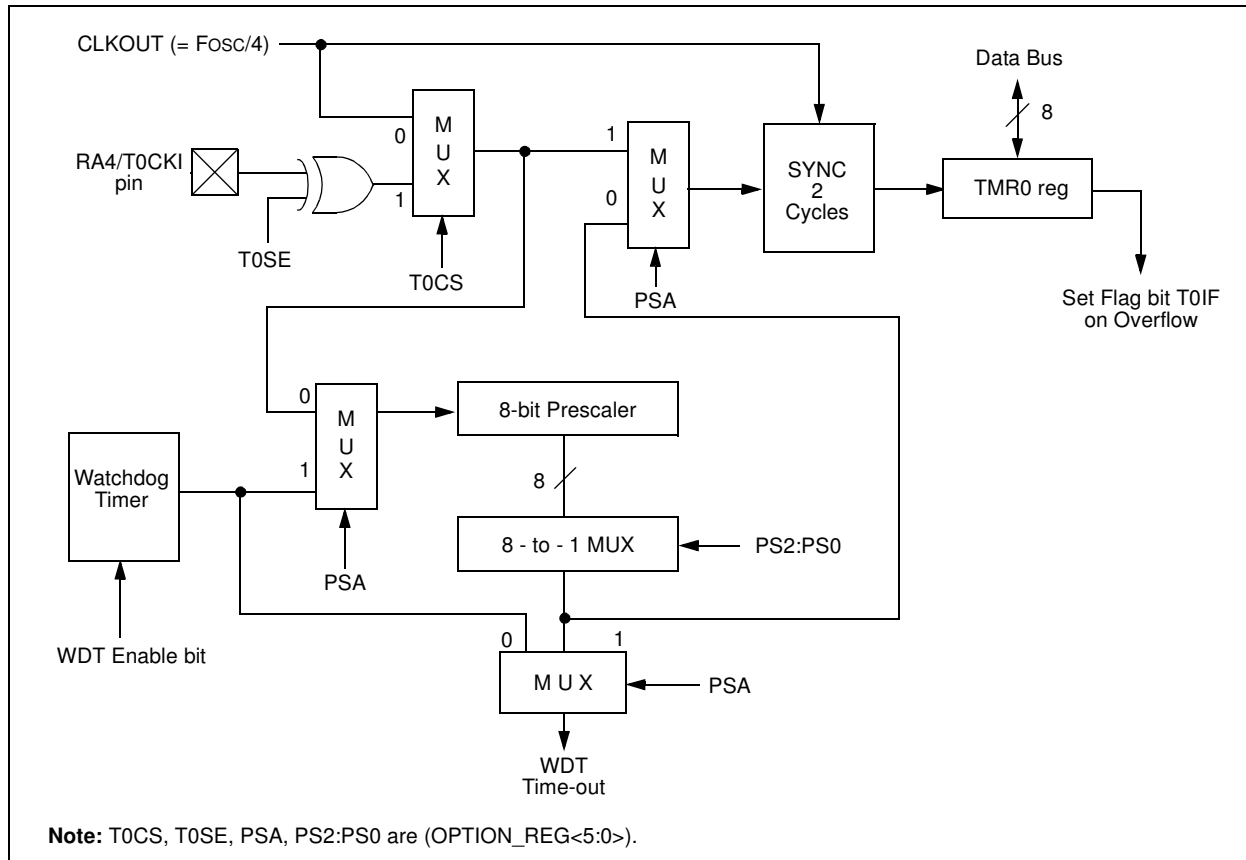 CLKOUT (= FOSC/4)
Data Bus
8
M
U
X
0
1
RA4/T0CKI
pin
T0SE
T0CS
1
0
M
U
X
PSA
SYNC
2
Cycles
TMR0 reg
Set Flag bit T0IF
on Overflow
0
1
M
U
X
8-bit Prescaler
Watchdog
Timer
8
8 - to - 1 MUX
PS2:PS0
PSA
WDT Enable bit
0
1
M U X
PSA
WDT
Time-out
Note: T0CS, T0SE, PSA, PS2:PS0 are (OPTION_REG<5:0>).